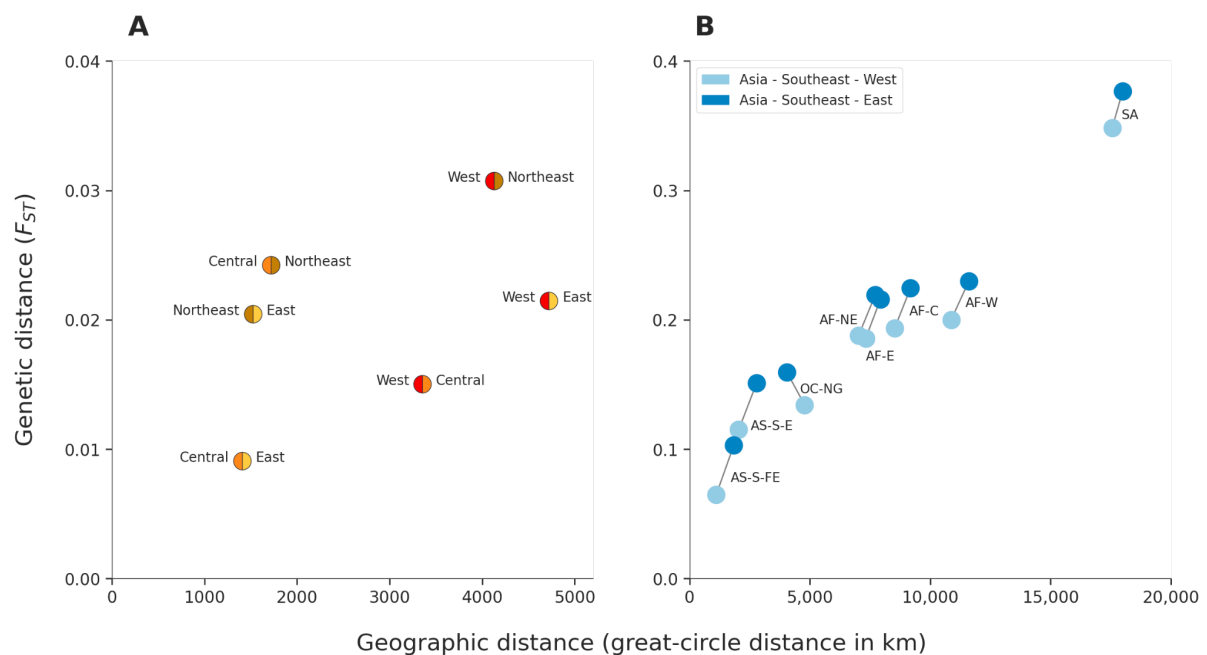 A
B
Genetic distance (F_ST)
0.04
0.03
0.02
0.01
0.00
West Northeast
Central Northeast
Northeast East
West East
West Central
Central East
0 1000 2000 3000 4000 5000
0.4
0.3
0.2
0.1
0.0
Asia - Southeast - West
Asia - Southeast - East
SA
AF-NE
AF-C
AF-W
AF-E
OC-NG
AS-S-E
AS-S-FE
0 5,000 10,000 15,000 20,000
Geographic distance (great-circle distance in km)